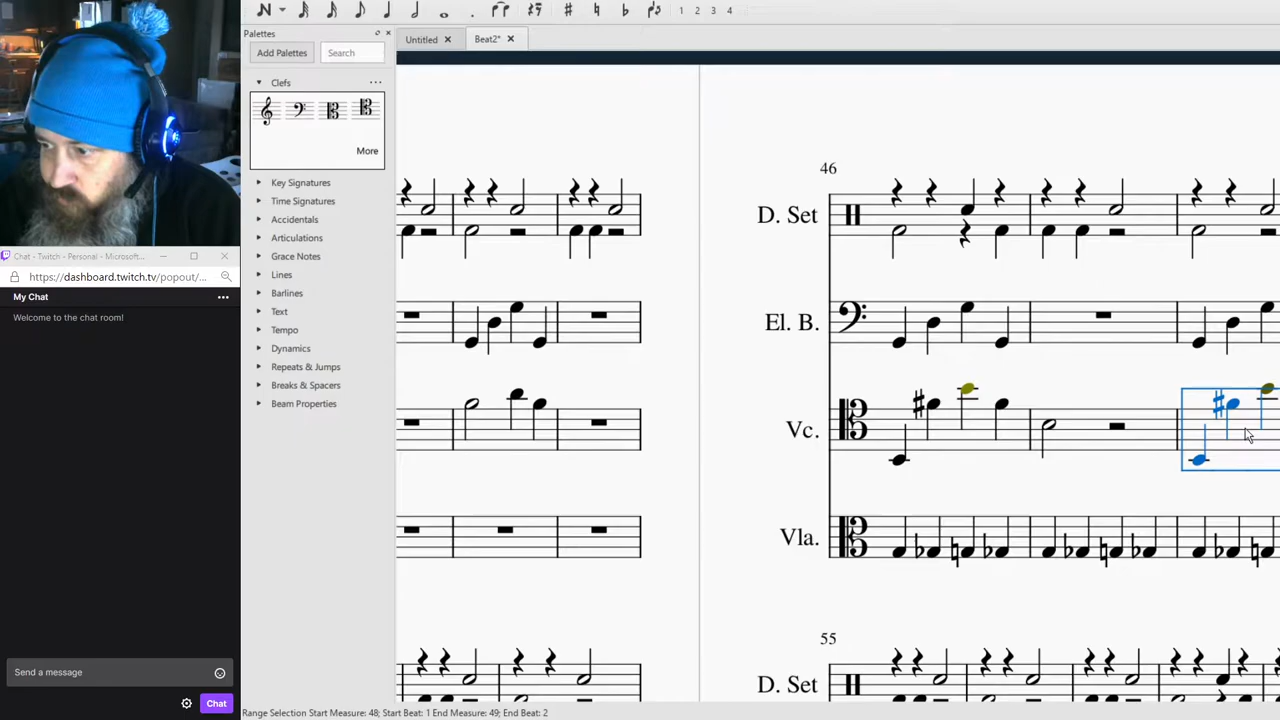 Palettes
Untitled
Beat2*
1 2 3 4
Add Palettes
Search
Clefs
More
Key Signatures
Time Signatures
Accidentals
Articulations
Grace Notes
Lines
Barlines
Text
Tempo
Dynamics
Repeats & Jumps
Breaks & Spacers
Beam Properties
Chat - Twitch - Personal - Microsoft...
https://dashboard.twitch.tv/popout/...
My Chat
Welcome to the chat room!
Send a message
Chat
46
D. Set
El. B.
Vc.
Vla.
55
D. Set
Range Selection Start Measure: 48; Start Beat: 1 End Measure: 49; End Beat: 2